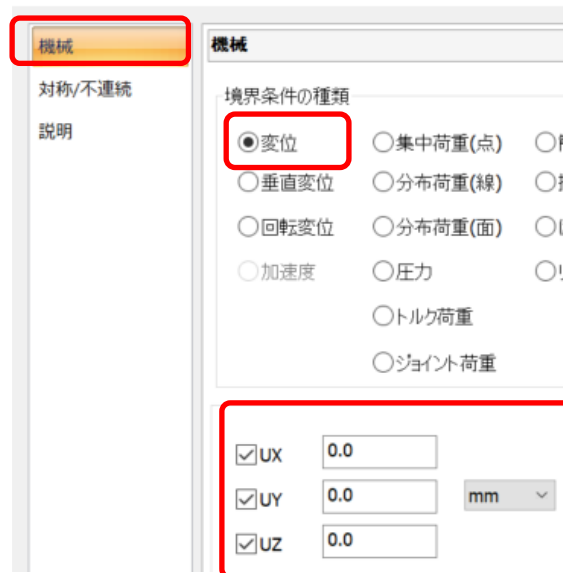 機械
対称/不連続
説明
機械
境界条件の種類
変位
集中荷重(点)
垂直変位
分布荷重(線)
回転変位
分布荷重(面)
加速度
圧力
トルク荷重
ジョイント荷重
UX 0.0
UY 0.0 mm
UZ 0.0